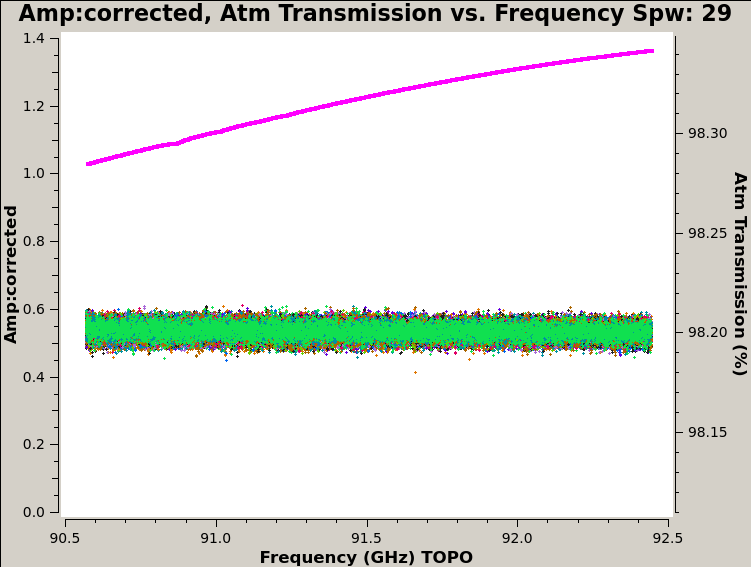 Amp:corrected, Atm Transmission vs. Frequency Spw: 29
1.4
1.2
1.0
0.8
0.6
0.4
0.2
0.0
Amp:corrected
98.30
98.25
98.20
98.15
Atm Transmission (%)
90.5 91.0 91.5 92.0 92.5
Frequency (GHz) TOPO